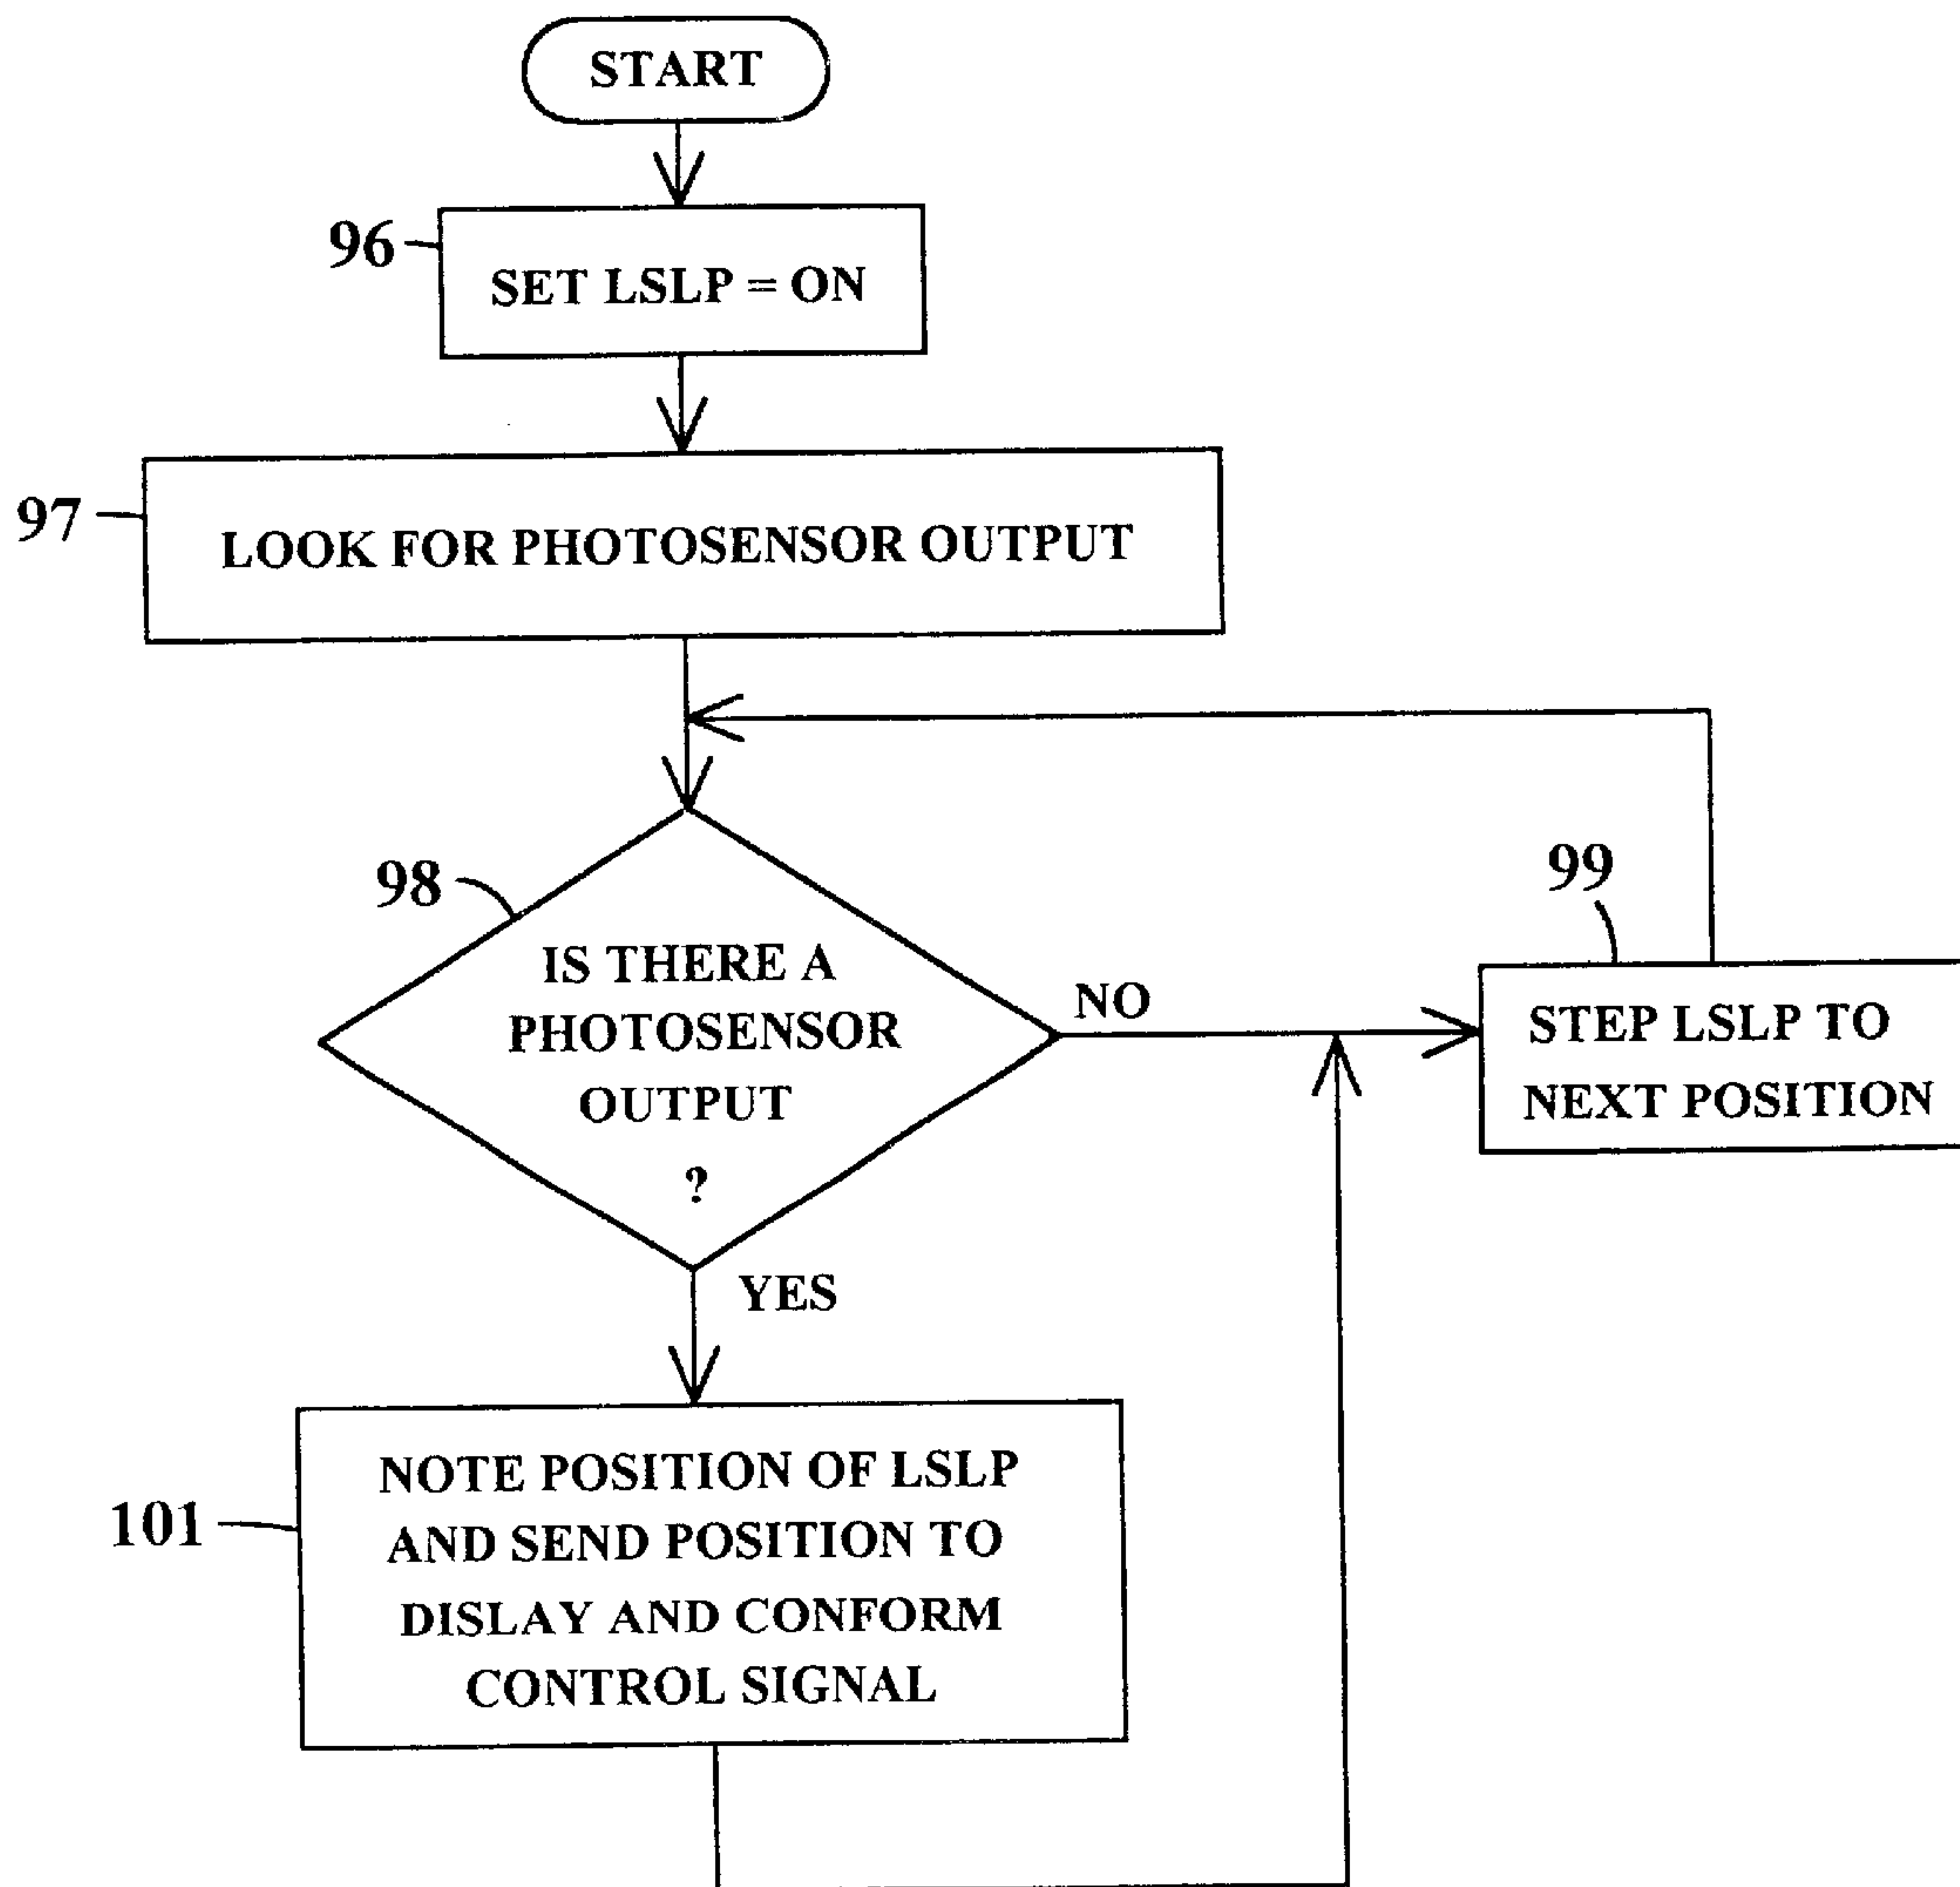 START
96
SET LSLP = ON
97
LOOK FOR PHOTOSENSOR OUTPUT
98
IS THERE A
PHOTOSENSOR
OUTPUT
?
NO
99
STEP LSLP TO
NEXT POSITION
YES
101
NOTE POSITION OF LSLP
AND SEND POSITION TO
DISLAY AND CONFORM
CONTROL SIGNAL